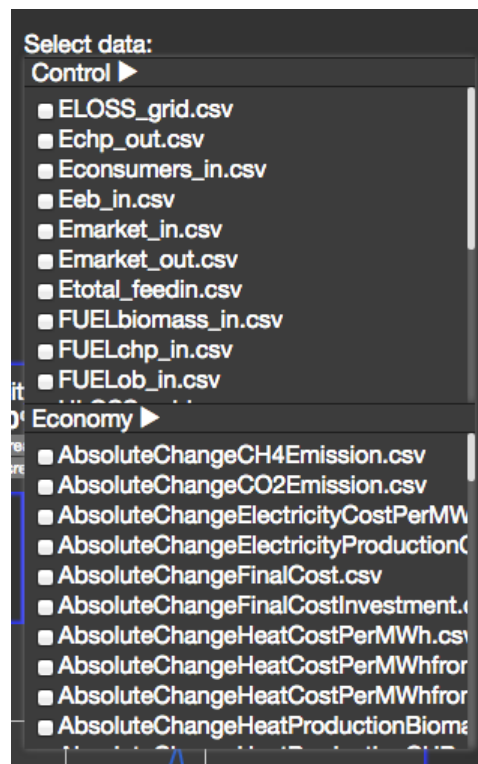 Select data:
Control ▶
ELOSS_grid.csv
Echp_out.csv
Econsumers_in.csv
Eeb_in.csv
Emarket_in.csv
Emarket_out.csv
Etotal_feedin.csv
FUELbiomass_in.csv
FUELchp_in.csv
FUELob_in.csv
Economy ▶
AbsoluteChangeCH4Emission.csv
AbsoluteChangeCO2Emission.csv
AbsoluteChangeElectricityCostPerMW
AbsoluteChangeElectricityProduction
AbsoluteChangeFinalCost.csv
AbsoluteChangeFinalCostInvestment.
AbsoluteChangeHeatCostPerMWh.csv
AbsoluteChangeHeatCostPerMWhfror
AbsoluteChangeHeatCostPerMWhfror
AbsoluteChangeHeatProductionBioma